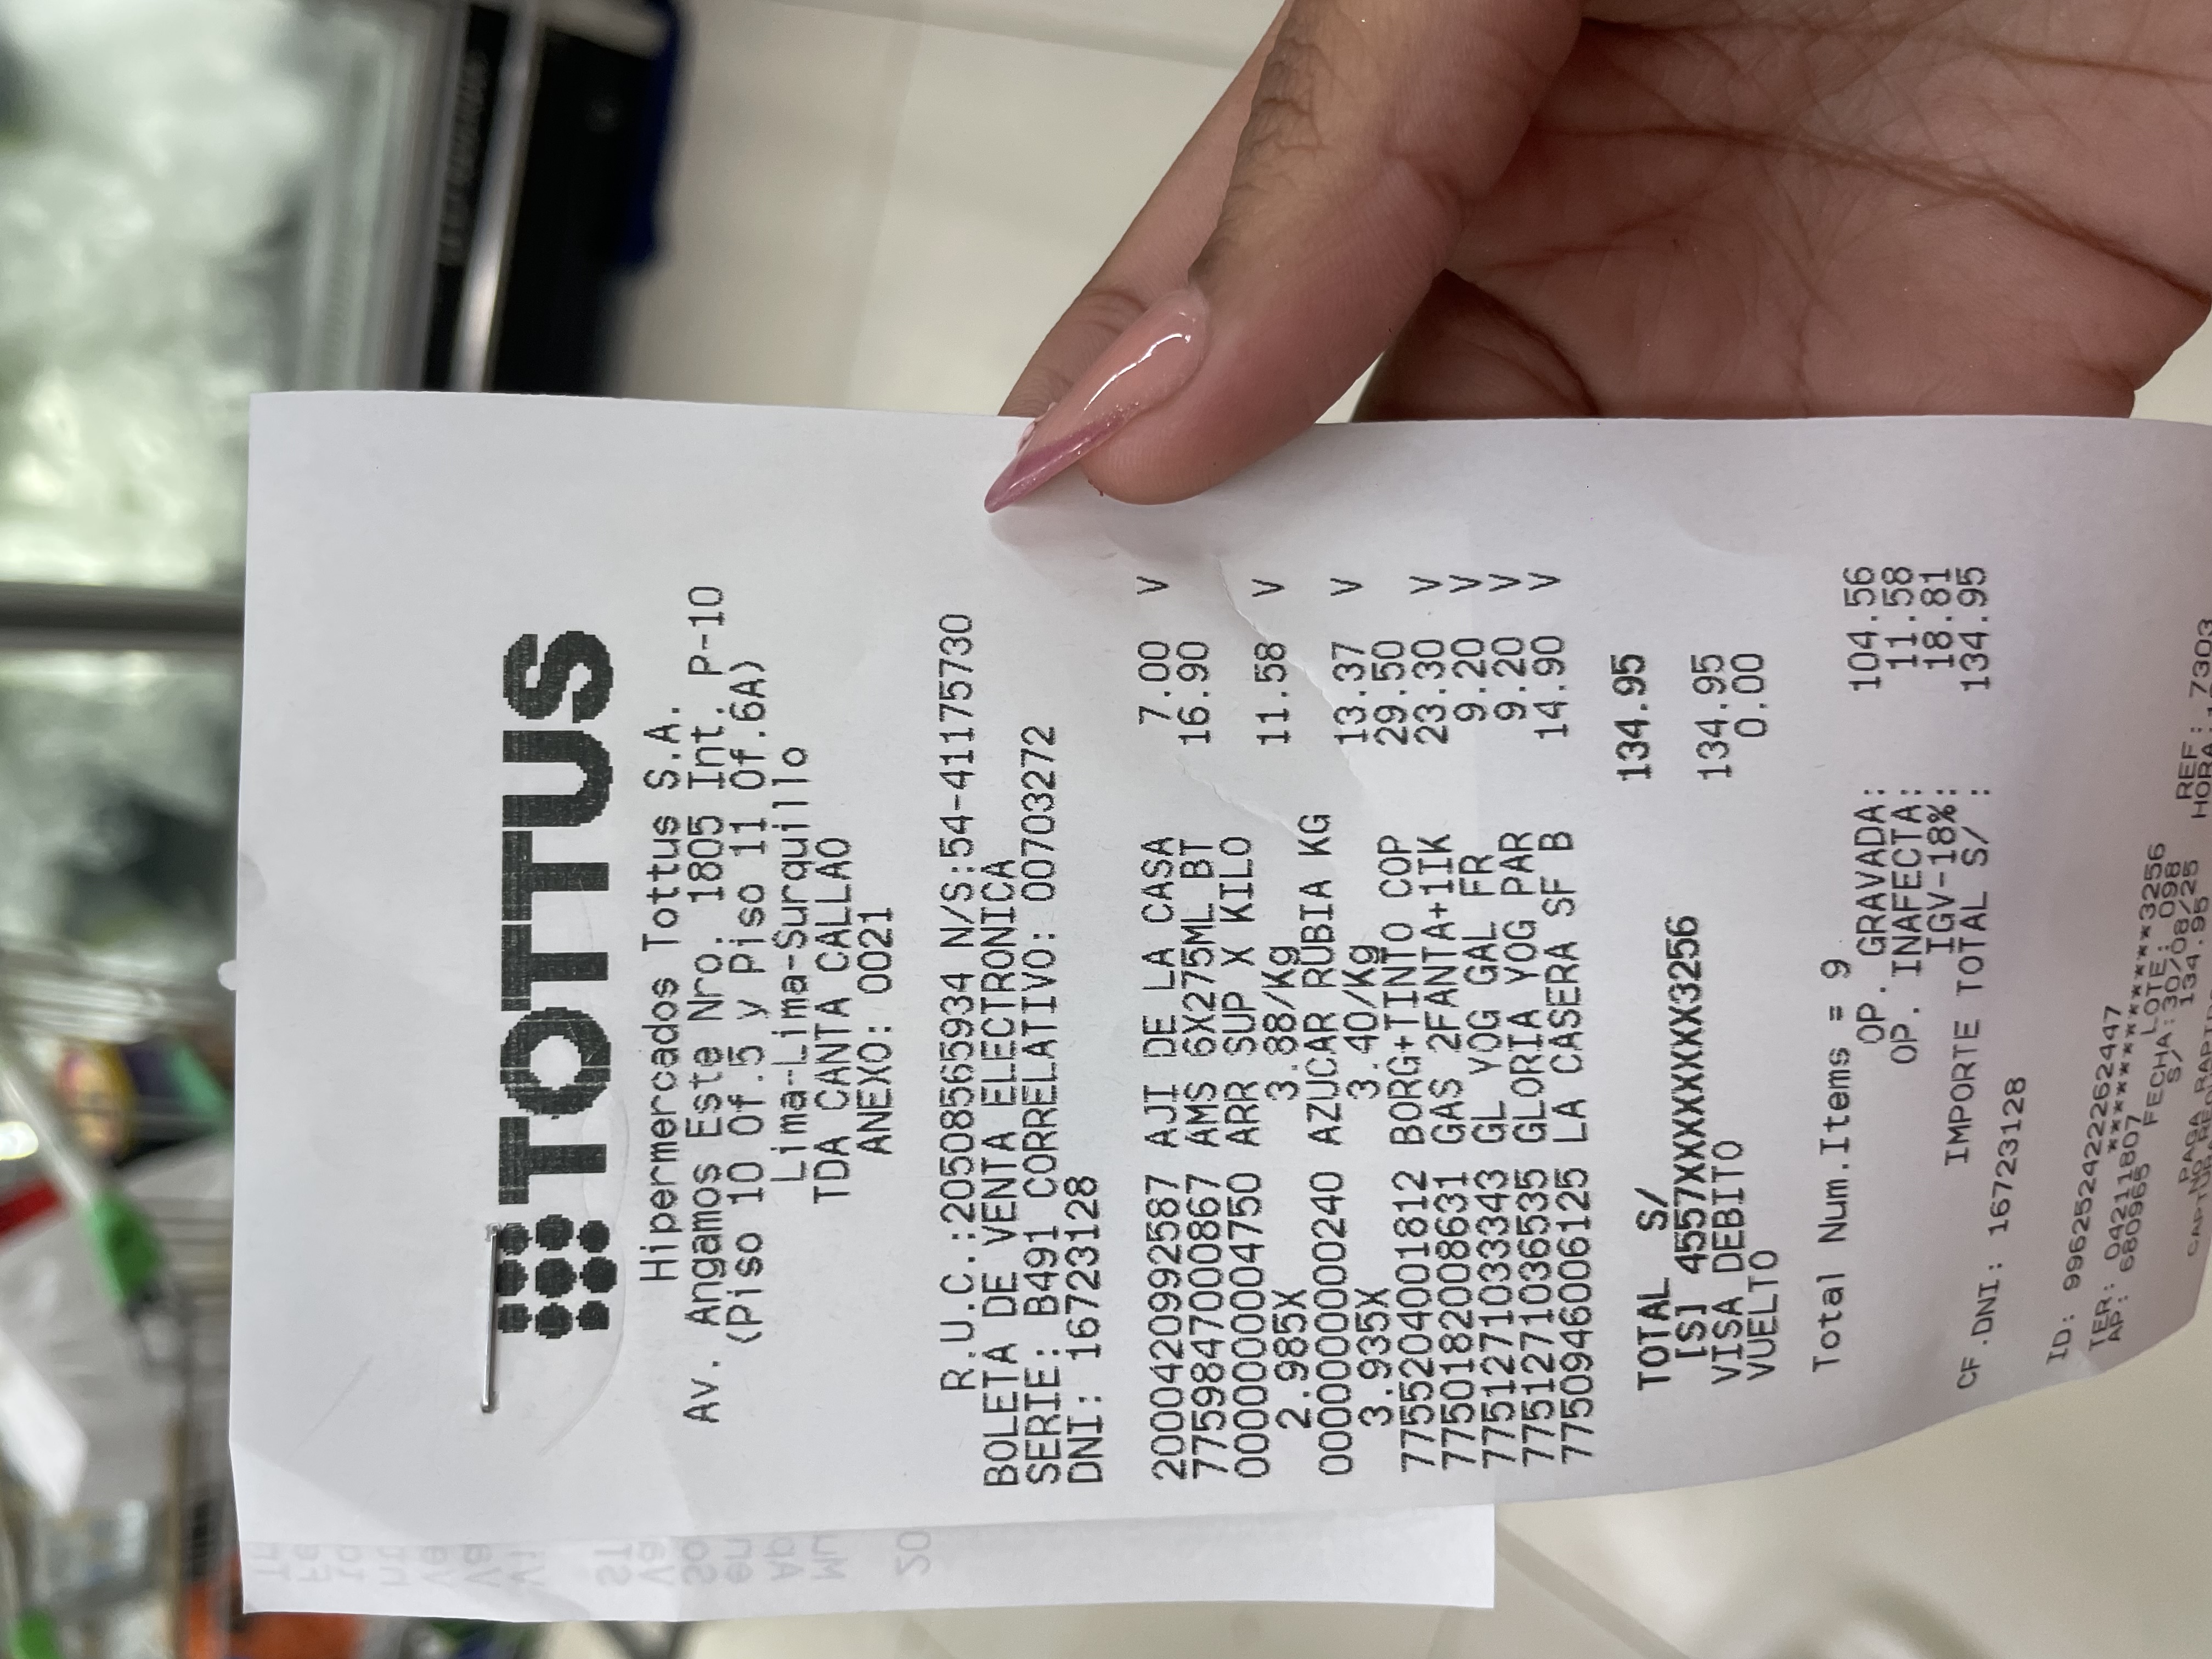 TOTTUS
Hipermercados Tottus S.A.
Av. Angamos Este Nro. 1805 Int. P-10
(Piso 10 Of.5 y Piso 11 Of.6A)
Lima-Lima-Surquillo
TDA CANTA CALLAO
ANEXO: 0021
R.U.C.:20508565934 N/S:54-41175730
BOLETA DE VENTA ELECTRONICA
SERIE: B491 CORRELATIVO: 00703272
DNI: 16723128
2000420992587 AJI DE LA CASA 7.00 V
7759847000867 AMS 6X275ML BT 16.90
0000000004750 ARR SUP X KILO
2.985X 3.88/Kg 11.58 V
0000000000240 AZUCAR RUBIA KG
3.935X 3.40/Kg 13.37 V
7755204001812 BORG+TINTO COP 29.50
7750182008631 GAS 2FANTA+1IK 23.30 V
7751271033343 GL YOG GAL FR 9.20 V
7751271036535 GLORIA YOG PAR 9.20 V
7750946006125 LA CASERA SF B 14.90 V
TOTAL S/ 134.95
[S] 4557XXXXXXXX3256
VISA DEBITO 134.95
VUELTO 0.00
Total Num.Items = 9
OP. GRAVADA: 104.56
OP. INAFECTA: 11.58
IGV-18%: 18.81
IMPORTE TOTAL S/ : 134.95
CF.DNI: 16723128
ID: 996252422262447
************3256
TER: 04211807 LOTE: 098 REF: 7303
AP: 680965 FECHA:30/08/25 HORA:
S/ 134.95
PAGA
NO